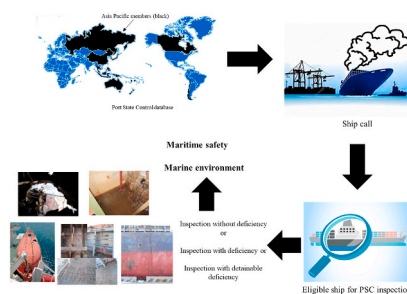 Asia Pacific members (black)
Port State Control database
Ship call
Maritime safety
Marine environment
Inspection without deficiency
or
Inspection with deficiency or
Inspection with detainable
deficiency
Eligible ship for PSC inspection